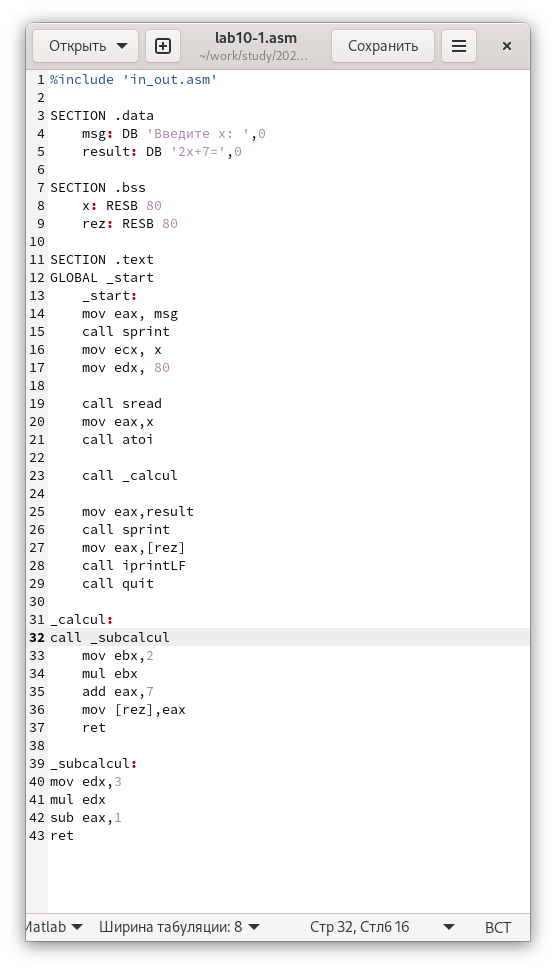 Открыть
lab10-1.asm
~/work/study/202...
Сохранить
1 %include 'in_out.asm'
2
3 SECTION .data
4 msg: DB 'Введите x: ',0
5 result: DB '2x+7=',0
6
7 SECTION .bss
8 x: RESB 80
9 rez: RESB 80
10
11 SECTION .text
12 GLOBAL _start
13 _start:
14 mov eax, msg
15 call sprint
16 mov ecx, x
17 mov edx, 80
18
19 call sread
20 mov eax,x
21 call atoi
22
23 call _calcul
24
25 mov eax,result
26 call sprint
27 mov eax,[rez]
28 call iprintLF
29 call quit
30
31 _calcul:
32 call _subcalcul
33 mov ebx,2
34 mul ebx
35 add eax,7
36 mov [rez],eax
37 ret
38
39 _subcalcul:
40 mov edx,3
41 mul edx
42 sub eax,1
43 ret
Matlab Ширина табуляции: 8 Стр 32, Стлб 16 ВСТ